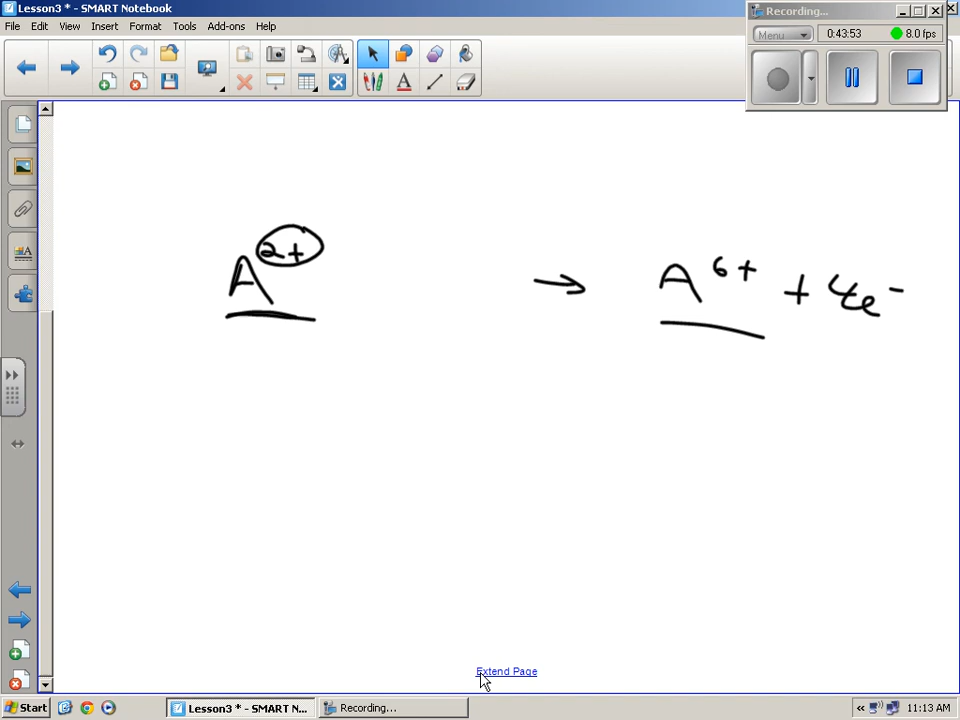 Lesson3 * - SMART Notebook
File Edit View Insert Format Tools Add-ons Help
Recording...
Menu 0:43:53 8.0 fps
A
A²⁺ → A⁶⁺ + 4e⁻
Extend Page
Start Lesson3 * - SMART N... Recording... « 11:13 AM